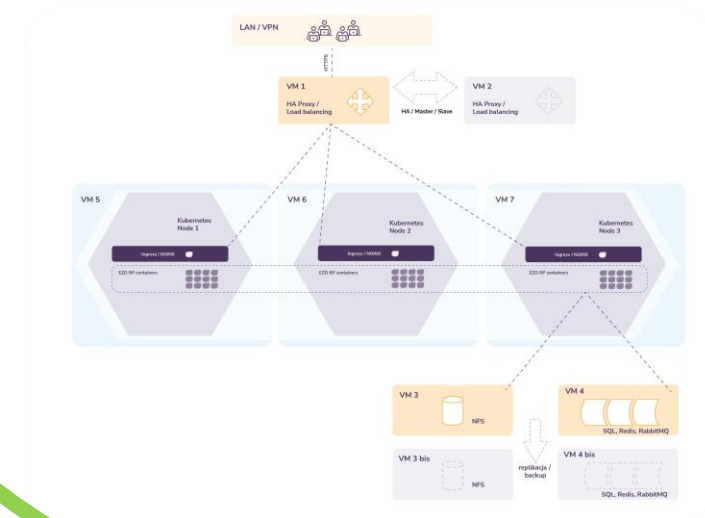 LAN / VPN
HTTPS
VM 1
HA Proxy /
Load balancing
HA / Master / Slave
VM 2
HA Proxy /
Load balancing
VM 5
Kubernetes
Node 1
Ingress / NGINX
EZD RP containers
VM 6
Kubernetes
Node 2
Ingress / NGINX
EZD RP containers
VM 7
Kubernetes
Node 3
Ingress / NGINX
EZD RP containers
VM 3
NFS
VM 4
SQL, Redis, RabbitMQ
replikacja /
backup
VM 3 bis
NFS
VM 4 bis
SQL, Redis, RabbitMQ